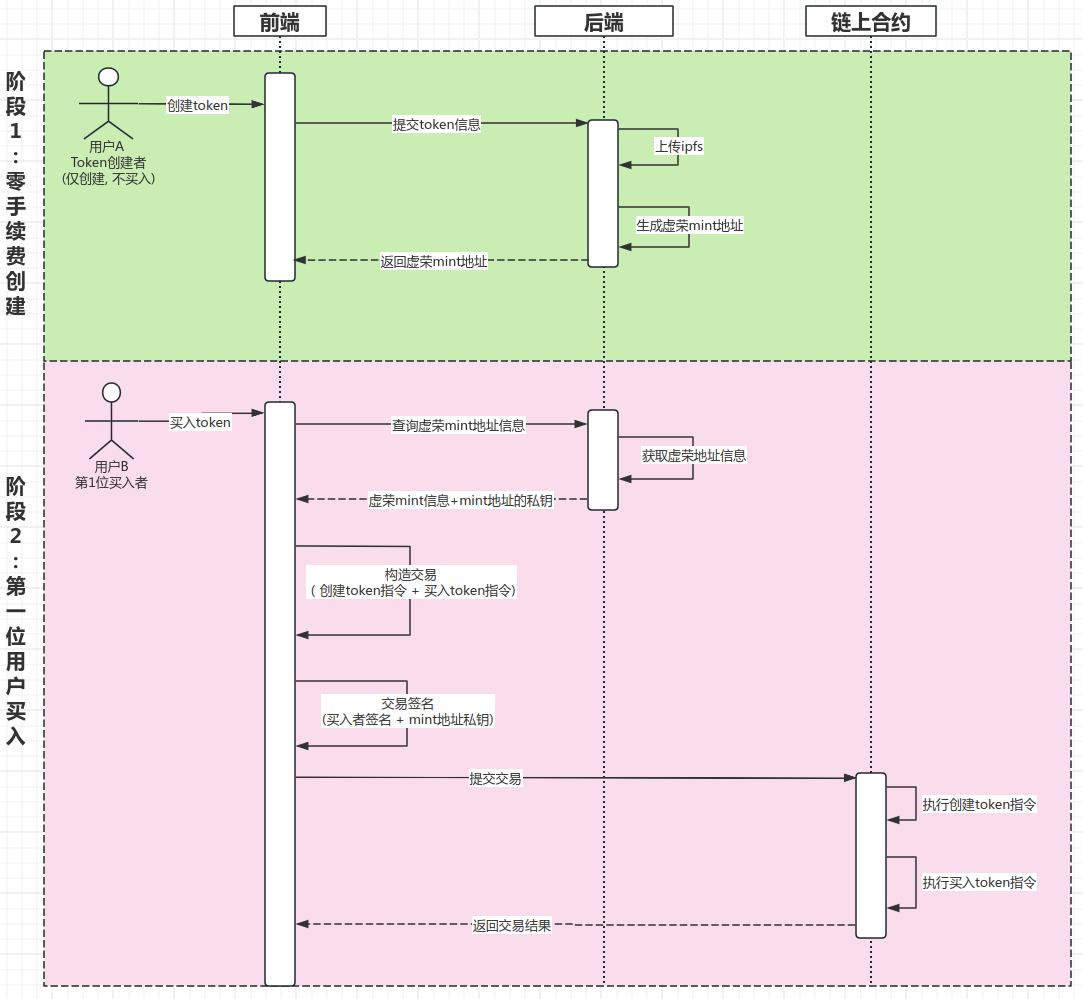 前端
后端
链上合约
阶段1：零手续费创建
用户A
Token创建者
(仅创建, 不买入)
创建token
提交token信息
上传ipfs
生成虚荣mint地址
返回虚荣mint地址
阶段2：第一位用户买入
用户B
第1位买入者
买入token
查询虚荣mint地址信息
获取虚荣地址信息
虚荣mint信息+mint地址的私钥
构造交易
( 创建token指令 + 买入token指令)
交易签名
(买入者签名 + mint地址私钥)
提交交易
执行创建token指令
执行买入token指令
返回交易结果